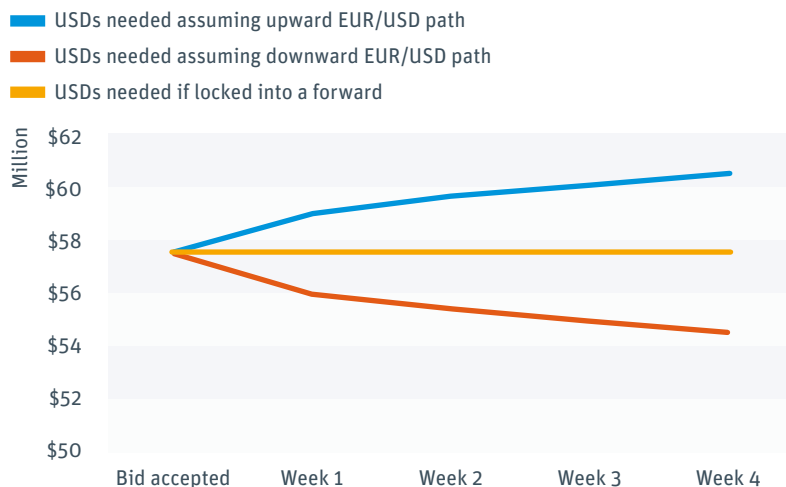 USDs needed assuming upward EUR/USD path
USDs needed assuming downward EUR/USD path
USDs needed if locked into a forward
Million
$62
$60
$58
$56
$54
$52
$50
Bid accepted Week 1 Week 2 Week 3 Week 4